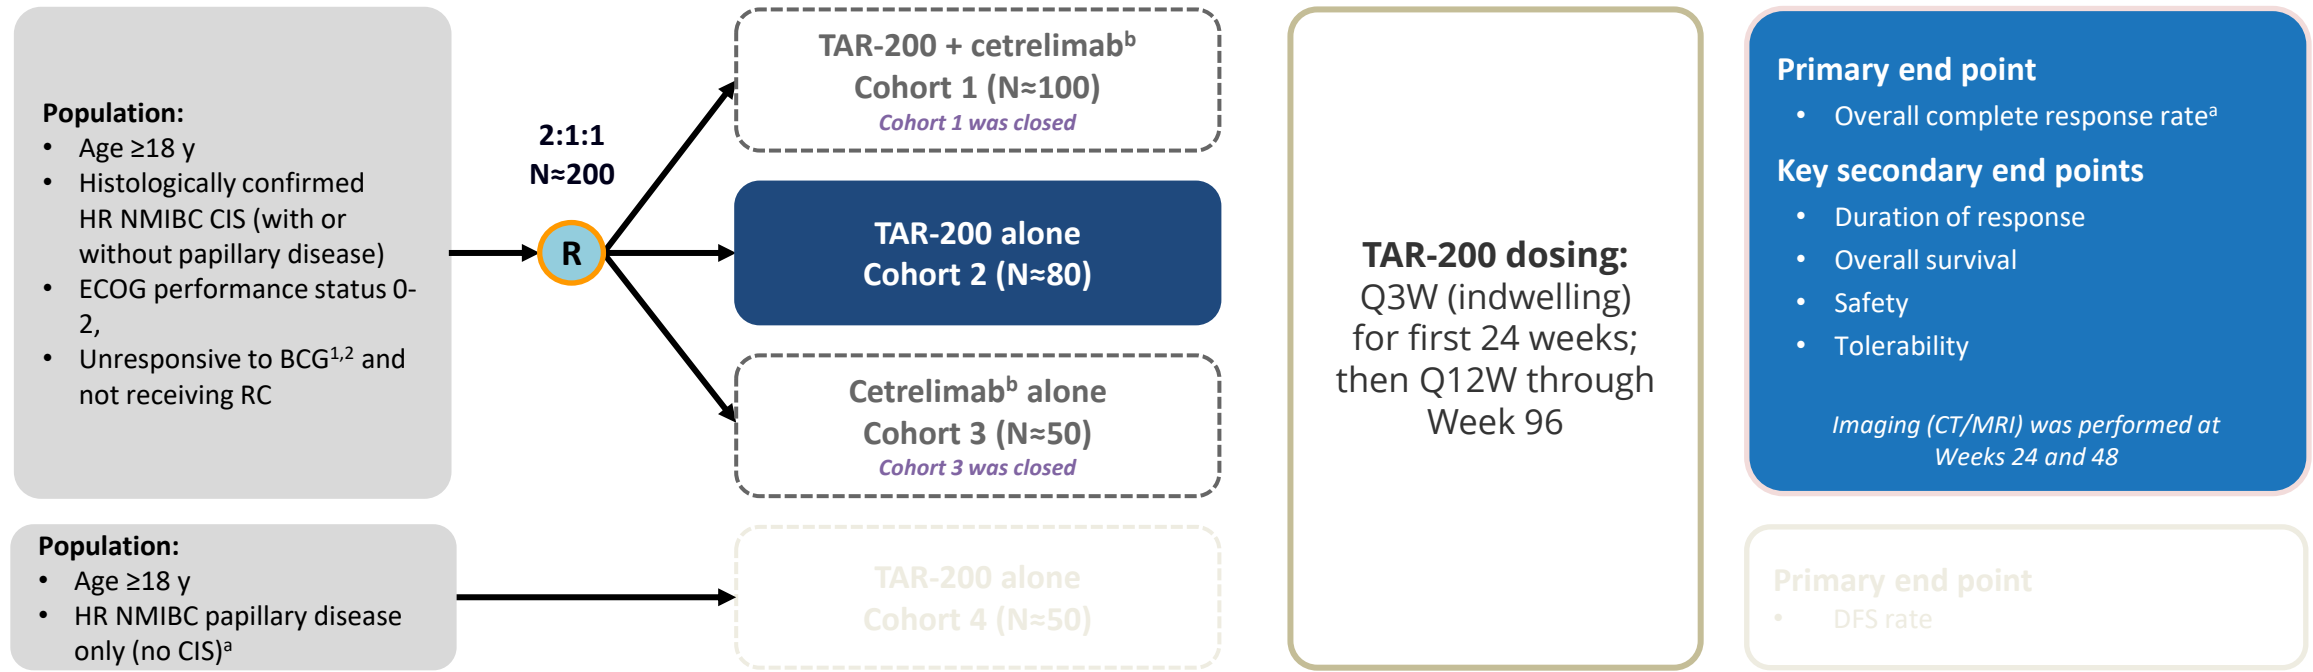 Population:
• Age ≥18 y
• Histologically confirmed
HR NMIBC CIS (with or
without papillary disease)
• ECOG performance status 0-
2,
• Unresponsive to BCG1,2 and
not receiving RC
2:1:1
N≈200
R
TAR-200 + cetrelimabb
Cohort 1 (N≈100)
Cohort 1 was closed
TAR-200 alone
Cohort 2 (N≈80)
Cetrelimabb alone
Cohort 3 (N≈50)
Cohort 3 was closed
TAR-200 dosing:
Q3W (indwelling)
for first 24 weeks;
then Q12W through
Week 96
Primary end point
• Overall complete response ratea
Key secondary end points
• Duration of response
• Overall survival
• Safety
• Tolerability
Imaging (CT/MRI) was performed at
Weeks 24 and 48
Population:
• Age ≥18 y
• HR NMIBC papillary disease
only (no CIS)a
TAR-200 alone
Cohort 4 (N≈50)
Primary end point
• DFS rate